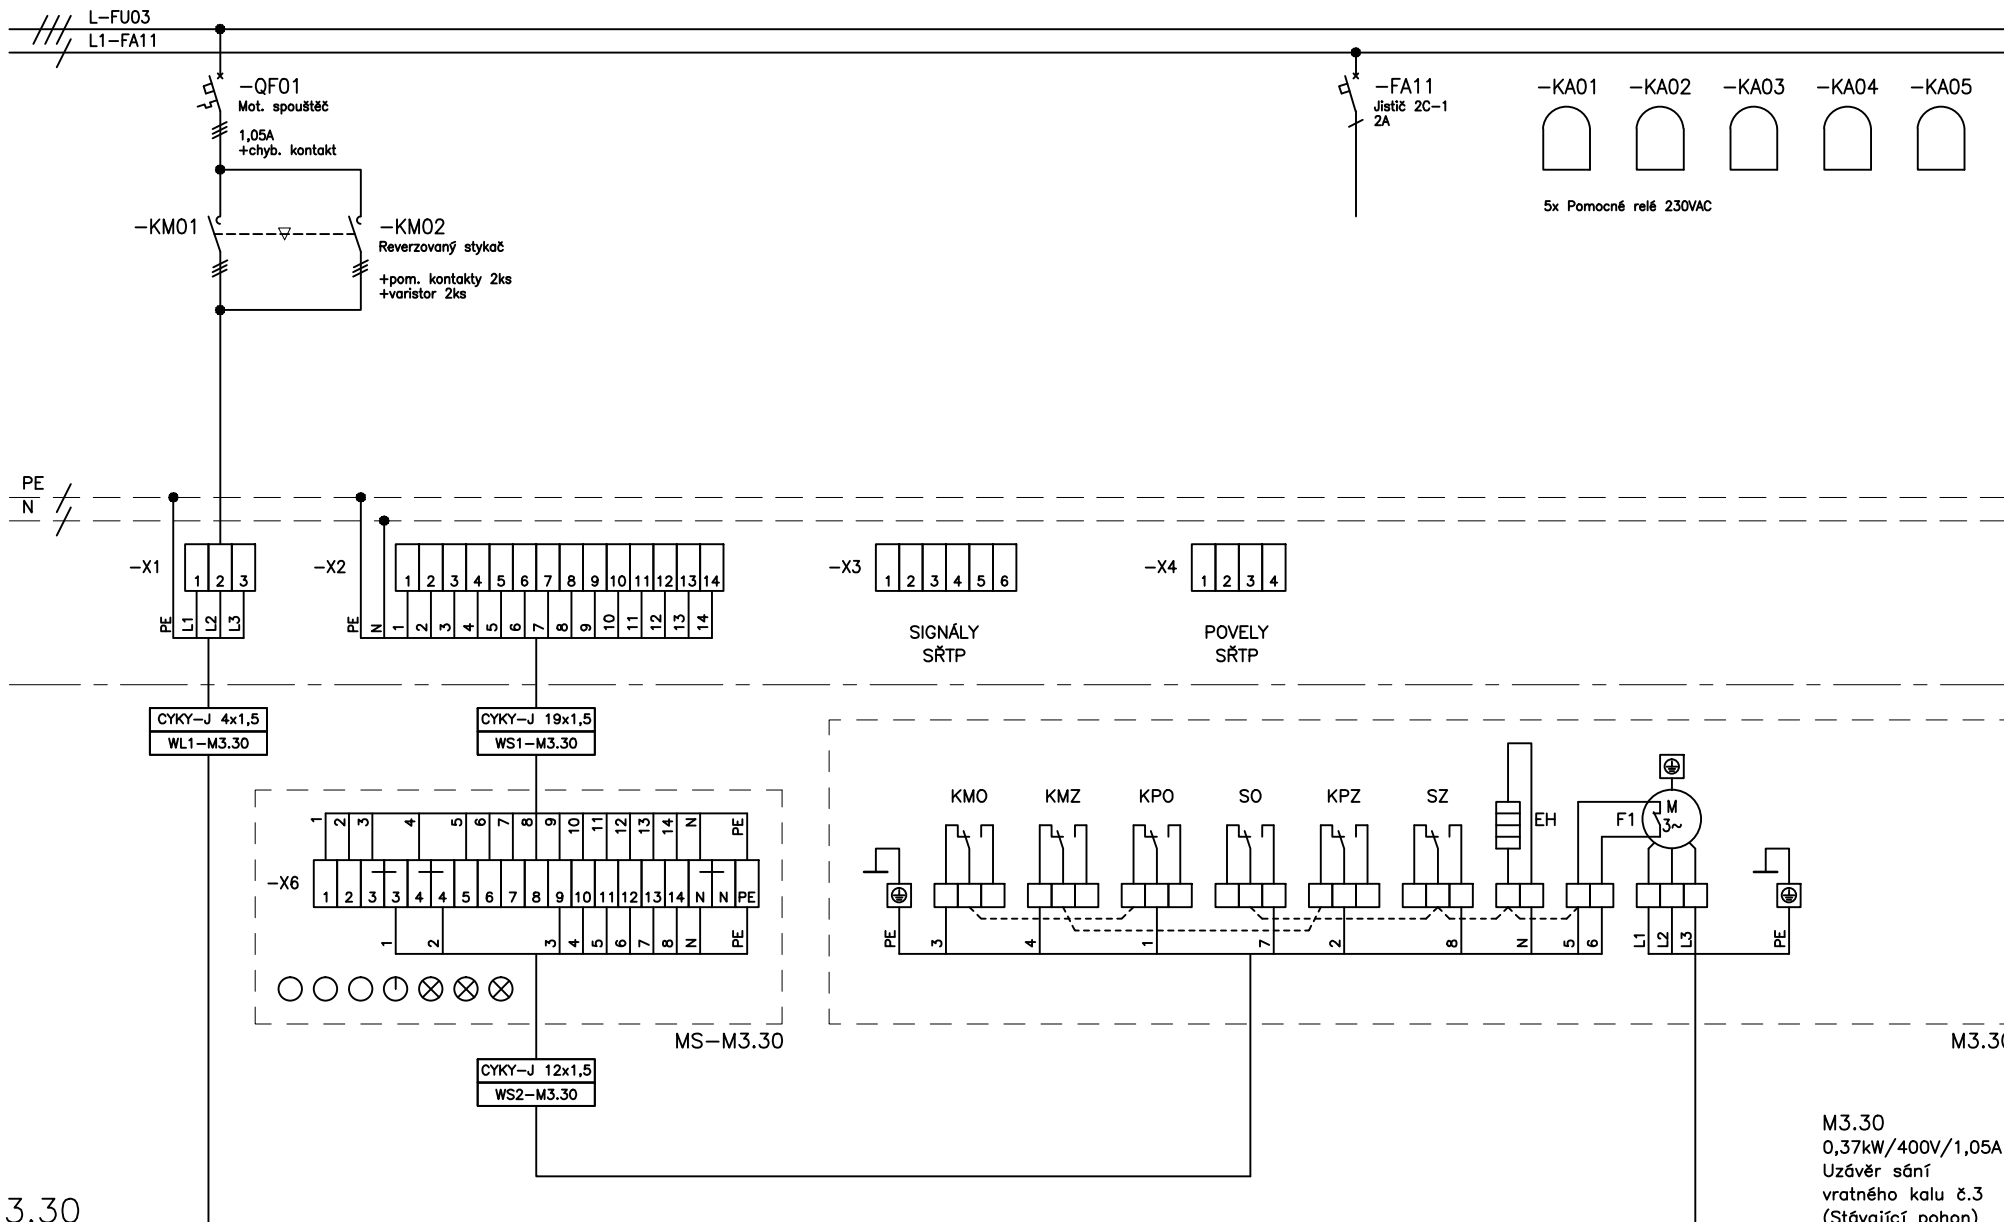 L-FU03
L1-FA11
-QF01
Mot. spouštěč
1,05A
+chyb. kontakt
-FA11
Jistič 2C-1
2A
-KA01 -KA02 -KA03 -KA04 -KA05
5x Pomocné relé 230VAC
-KM01
-KM02
Reverzovaný stykač
+pom. kontakty 2ks
+varistor 2ks
PE
N
-X1 1 2 3
-X2 1 2 3 4 5 6 7 8 9 10 11 12 13 14
-X3 1 2 3 4 5 6
-X4 1 2 3 4
PE L1 L2 L3
PE N 1 2 3 4 5 6 7 8 9 10 11 12 13 14
SIGNÁLY
SŘTP
POVELY
SŘTP
CYKY-J 4x1,5
WL1-M3.30
CYKY-J 19x1,5
WS1-M3.30
1 2 3 4 5 6 7 8 9 10 11 12 13 14 N PE
-X6 1 2 3 3 4 4 5 6 7 8 9 10 11 12 13 14 N N PE
1 2 3 4 5 6 7 8 N PE
MS-M3.30
KMO KMZ KPO SO KPZ SZ EH F1 M
3~
PE 3 4 1 7 2 8 N 5 6 L1 L2 L3 PE
CYKY-J 12x1,5
WS2-M3.30
M3.30
M3.30
0,37kW/400V/1,05A
Uzávěr sání
vratného kalu č.3
(Stávající pohon)
3.30